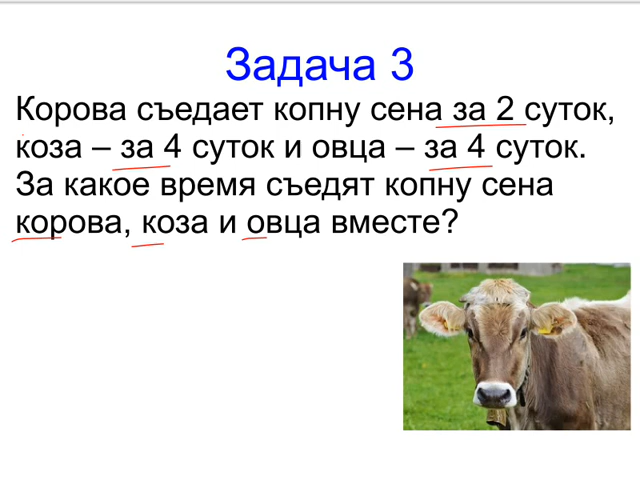 Задача 3
Корова съедает копну сена за 2 суток,
коза – за 4 суток и овца – за 4 суток.
За какое время съедят копну сена
корова, коза и овца вместе?